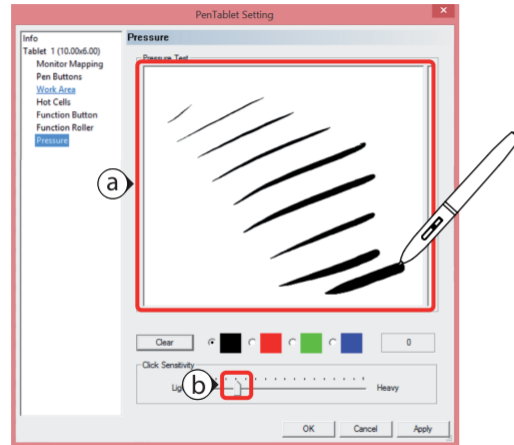 PenTablet Setting
Info
Tablet 1 (10.00x6.00)
Monitor Mapping
Pen Buttons
Work Area
Hot Cells
Function Button
Function Roller
Pressure
Pressure
Pressure Test
a
Clear
0
Click Sensitivity
b
Heavy
OK Cancel Apply